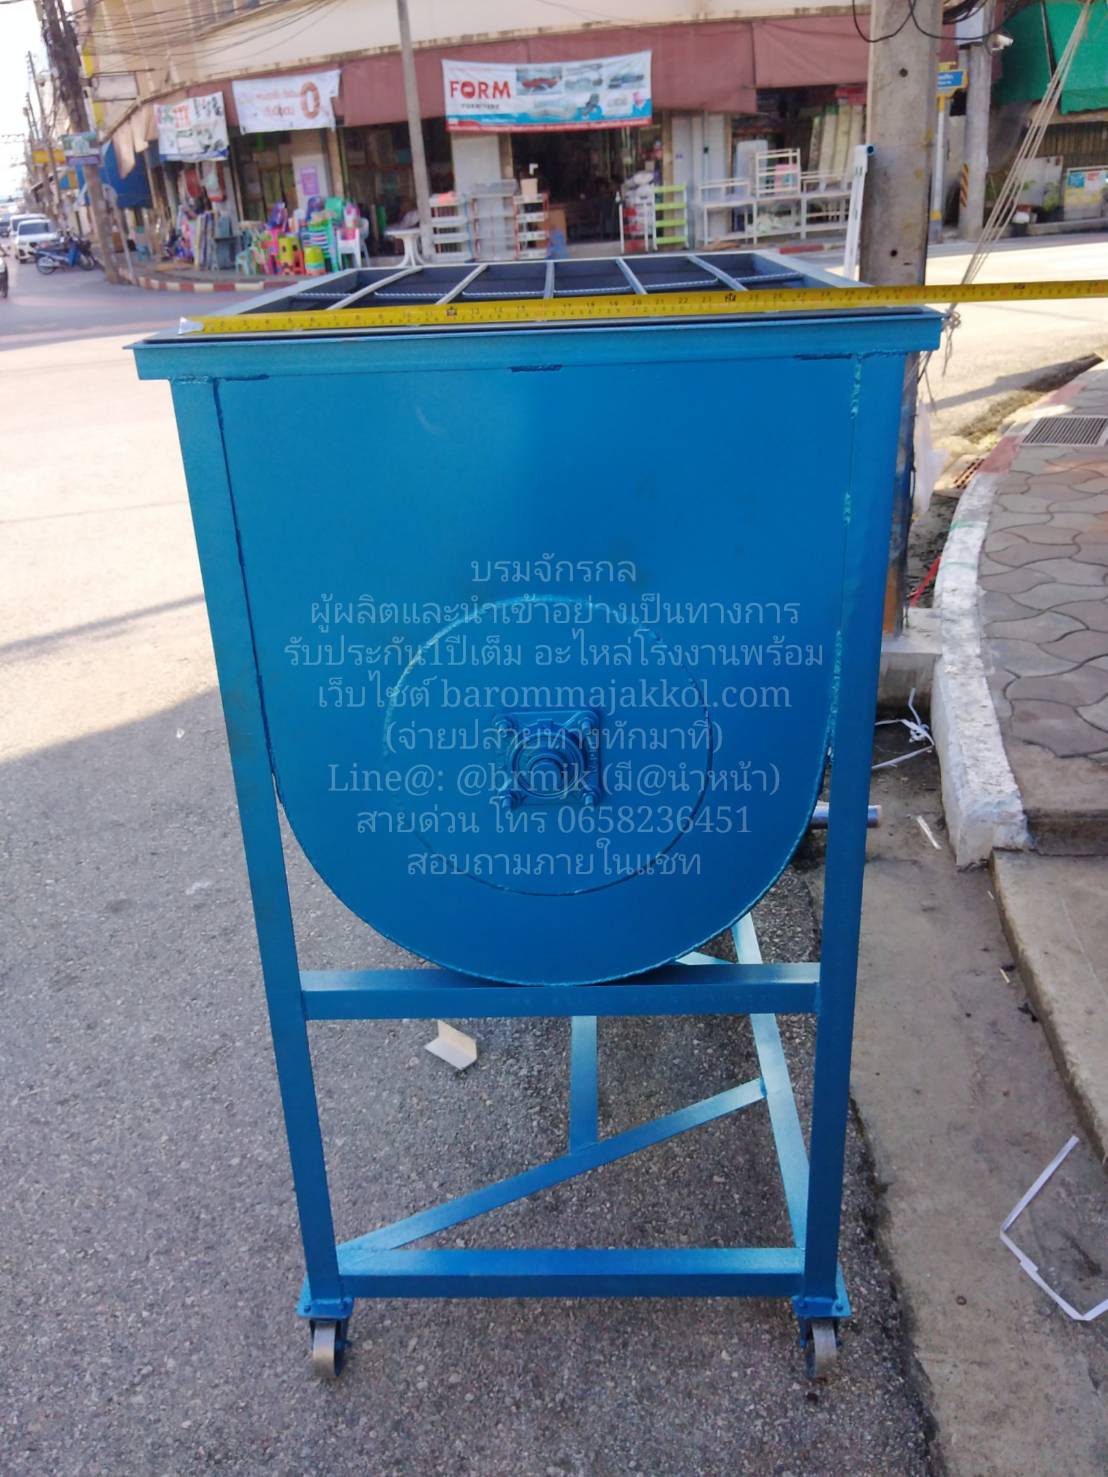 FORM
FURNITURE
บรมจักรกล
ผู้ผลิตและนำเข้าอย่างเป็นทางการ
รับประกัน1ปีเต็ม อะไหล่โรงงานพร้อม
เว็บไซต์ barommajakkol.com
(จ่ายปลายทางทักมาที่)
Line@: @brmjk (มี@นำหน้า)
สายด่วน โทร 0658236451
สอบถามภายในแชท